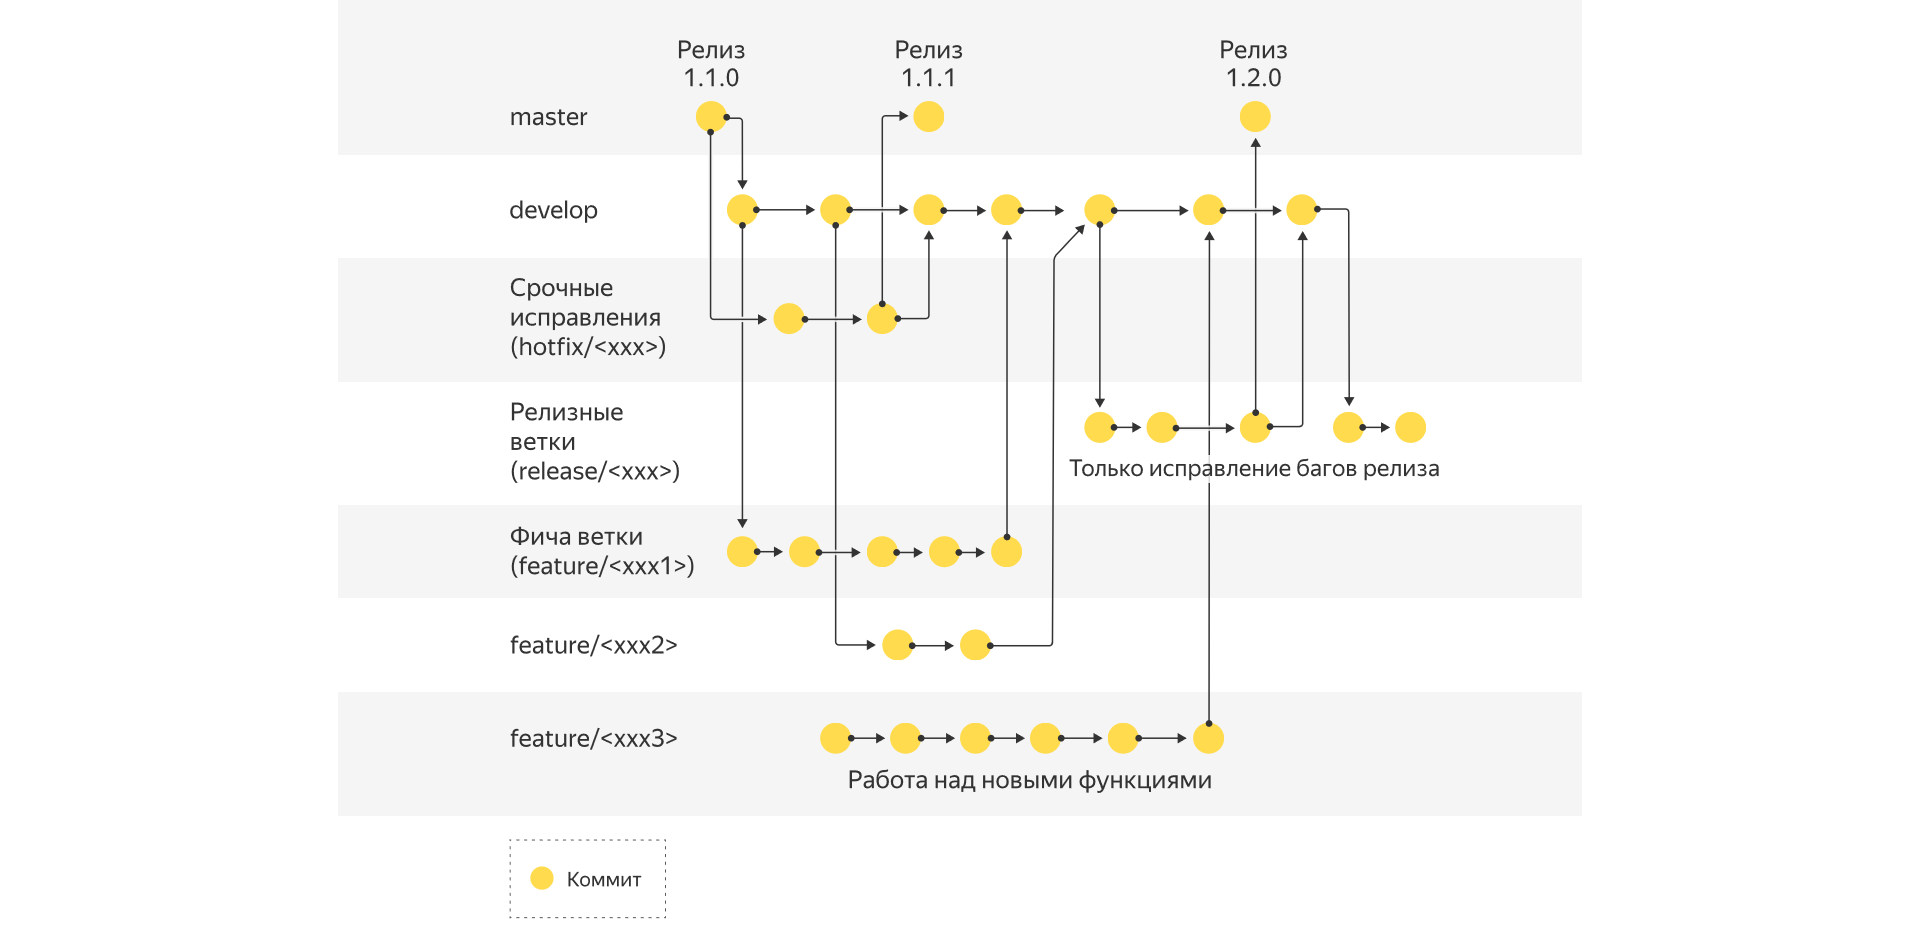 Релиз
1.1.0
Релиз
1.1.1
Релиз
1.2.0
master
develop
Срочные
исправления
(hotfix/<xxx>)
Релизные
ветки
(release/<xxx>)
Только исправление багов релиза
Фича ветки
(feature/<xxx1>)
feature/<xxx2>
feature/<xxx3>
Работа над новыми функциями
Коммит